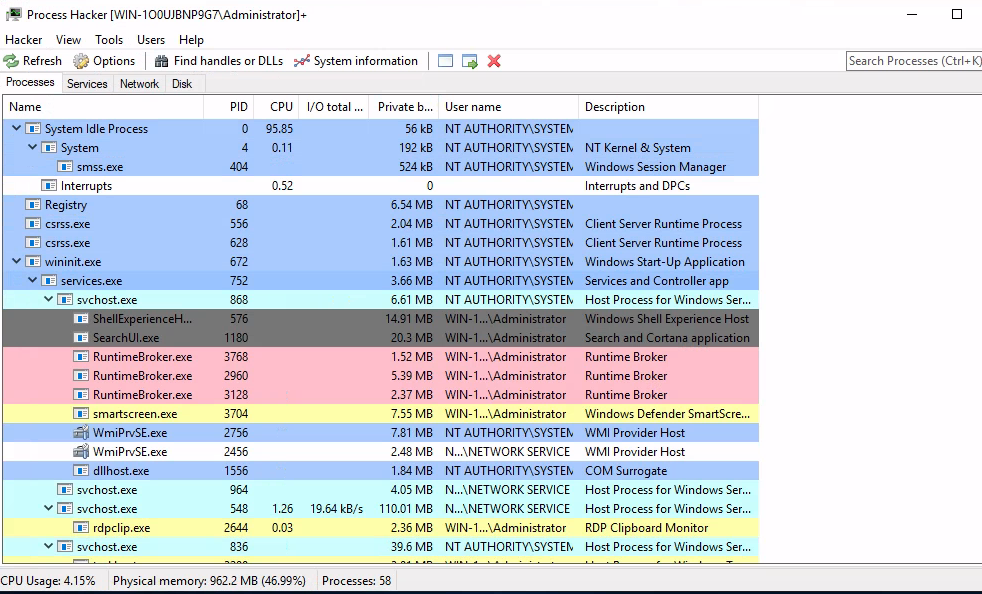 Process Hacker [WIN-1O0UJBNP9G7\Administrator]+
Hacker View Tools Users Help
Refresh Options Find handles or DLLs System information Search Processes (Ctrl+K)
Processes Services Network Disk
Name PID CPU I/O total ... Private b... User name Description
System Idle Process 0 95.85 56 kB NT AUTHORITY\SYSTEM
System 4 0.11 192 kB NT AUTHORITY\SYSTEM NT Kernel & System
smss.exe 404 524 kB NT AUTHORITY\SYSTEM Windows Session Manager
Interrupts 0.52 0 Interrupts and DPCs
Registry 68 6.54 MB NT AUTHORITY\SYSTEM
csrss.exe 556 2.04 MB NT AUTHORITY\SYSTEM Client Server Runtime Process
csrss.exe 628 1.61 MB NT AUTHORITY\SYSTEM Client Server Runtime Process
wininit.exe 672 1.63 MB NT AUTHORITY\SYSTEM Windows Start-Up Application
services.exe 752 3.66 MB NT AUTHORITY\SYSTEM Services and Controller app
svchost.exe 868 6.61 MB NT AUTHORITY\SYSTEM Host Process for Windows Ser...
ShellExperienceH... 576 14.91 MB WIN-1...\Administrator Windows Shell Experience Host
SearchUI.exe 1180 20.3 MB WIN-1...\Administrator Search and Cortana application
RuntimeBroker.exe 3768 1.52 MB WIN-1...\Administrator Runtime Broker
RuntimeBroker.exe 2960 5.39 MB WIN-1...\Administrator Runtime Broker
RuntimeBroker.exe 3128 2.37 MB WIN-1...\Administrator Runtime Broker
smartscreen.exe 3704 7.55 MB WIN-1...\Administrator Windows Defender SmartScre...
WmiPrvSE.exe 2756 7.81 MB NT AUTHORITY\SYSTEM WMI Provider Host
WmiPrvSE.exe 2456 2.48 MB N...\NETWORK SERVICE WMI Provider Host
dllhost.exe 1556 1.84 MB NT AUTHORITY\SYSTEM COM Surrogate
svchost.exe 964 4.05 MB N...\NETWORK SERVICE Host Process for Windows Ser...
svchost.exe 548 1.26 19.64 kB/s 110.01 MB N...\NETWORK SERVICE Host Process for Windows Ser...
rdpclip.exe 2644 0.03 2.36 MB WIN-1...\Administrator RDP Clipboard Monitor
svchost.exe 836 39.6 MB NT AUTHORITY\SYSTEM Host Process for Windows Ser...
CPU Usage: 4.15% Physical memory: 962.2 MB (46.99%) Processes: 58